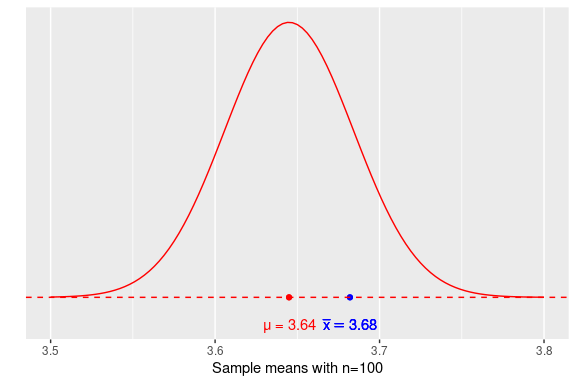 μ = 3.64 x̅ = 3.68
3.5 3.6 3.7 3.8
Sample means with n=100